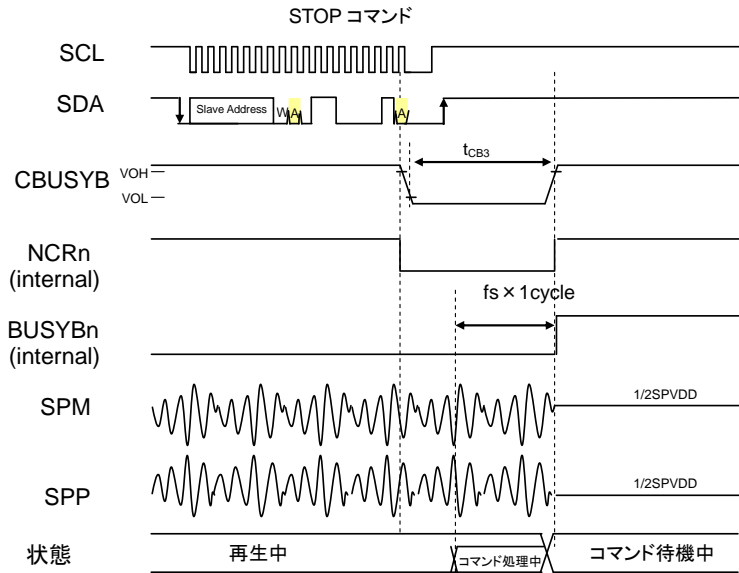 STOP コマンド
SCL
SDA
Slave Address
W
A
A
CBUSYB
VOH
VOL
tCB3
NCRn
(internal)
fs×1cycle
BUSYBn
(internal)
SPM
1/2SPVDD
SPP
1/2SPVDD
状態
再生中
コマンド処理中
コマンド待機中